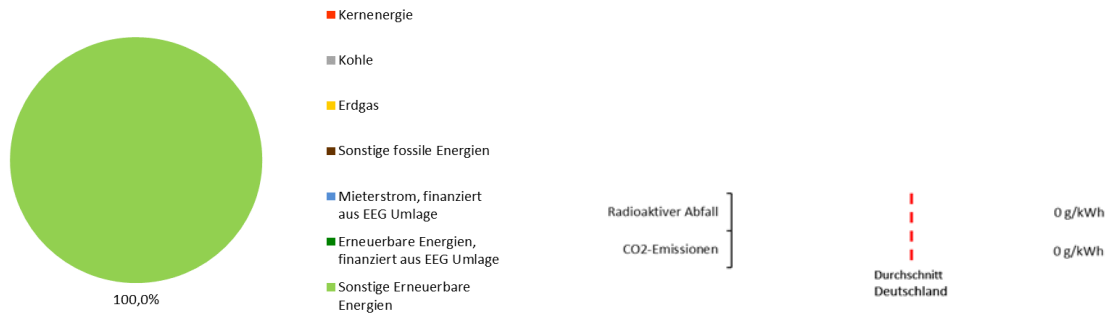 100,0%
Kernenergie
Kohle
Erdgas
Sonstige fossile Energien
Mieterstrom, finanziert
aus EEG Umlage
Erneuerbare Energien,
finanziert aus EEG Umlage
Sonstige Erneuerbare
Energien
Radioaktiver Abfall
0 g/kWh
CO2-Emissionen
0 g/kWh
Durchschnitt
Deutschland